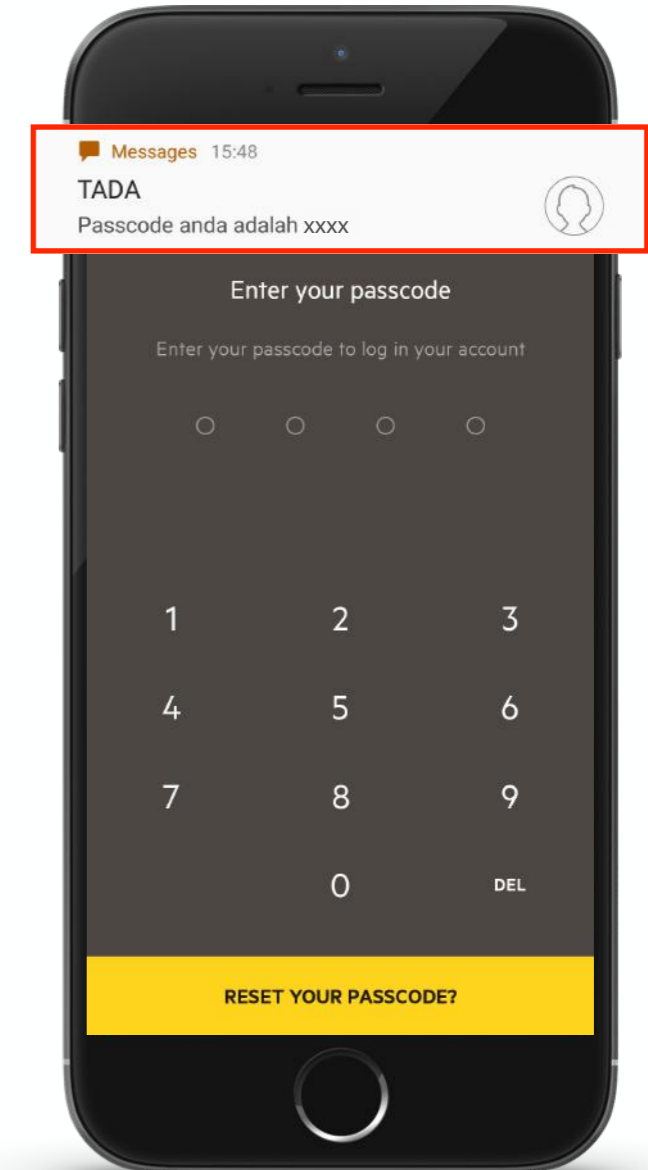 Messages 15:48
TADA
Passcode anda adalah xxxx
Enter your passcode
Enter your passcode to log in your account
1 2 3
4 5 6
7 8 9
0 DEL
RESET YOUR PASSCODE?